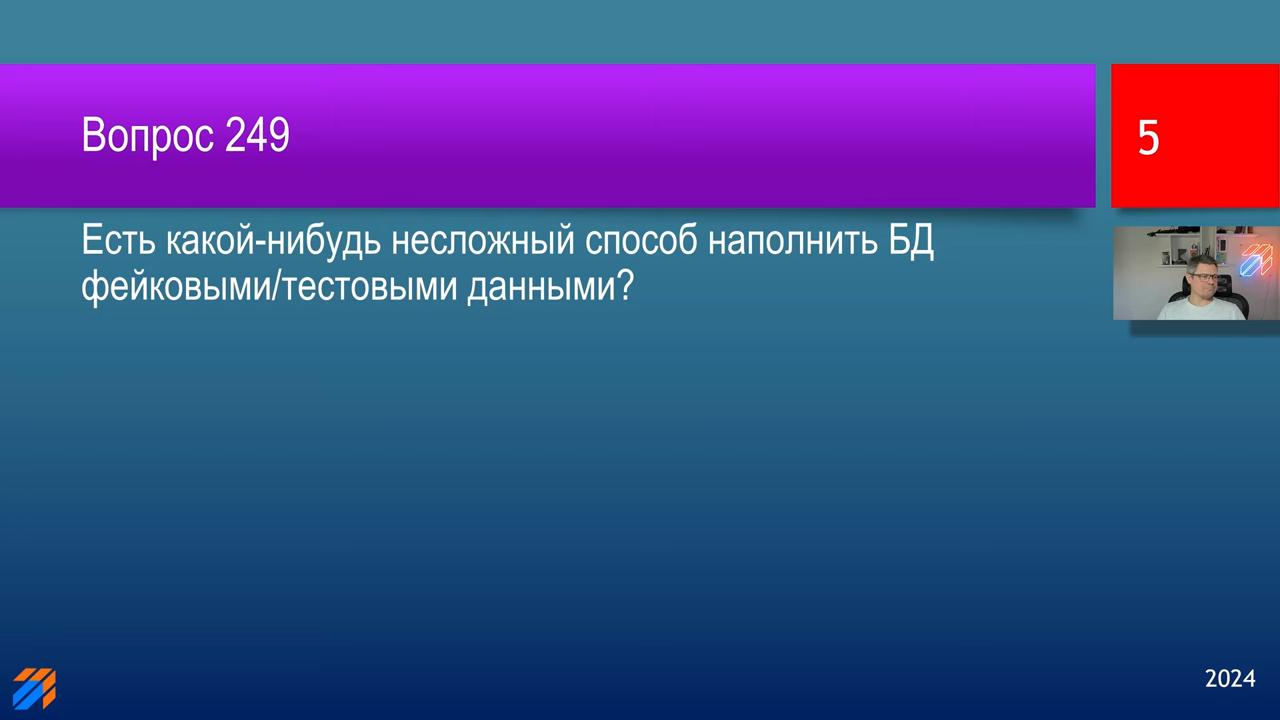 Вопрос 249
5
Есть какой-нибудь несложный способ наполнить БД
фейковыми/тестовыми данными?
2024